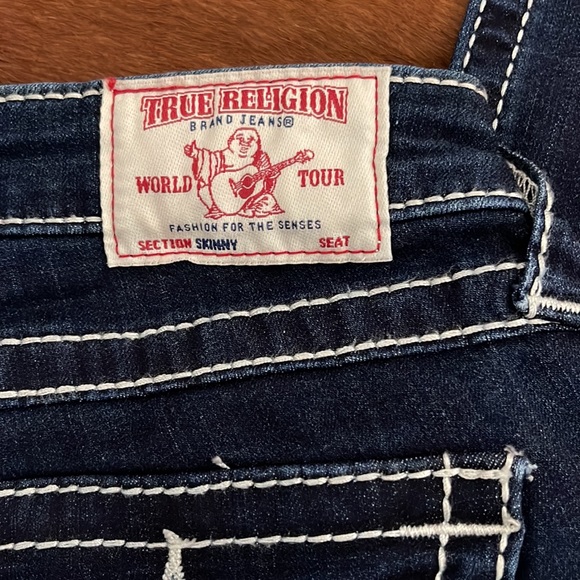 TRUE RELIGION
BRAND JEANS®
WORLD TOUR
FASHION FOR THE SENSES
SECTION SKINNY SEAT